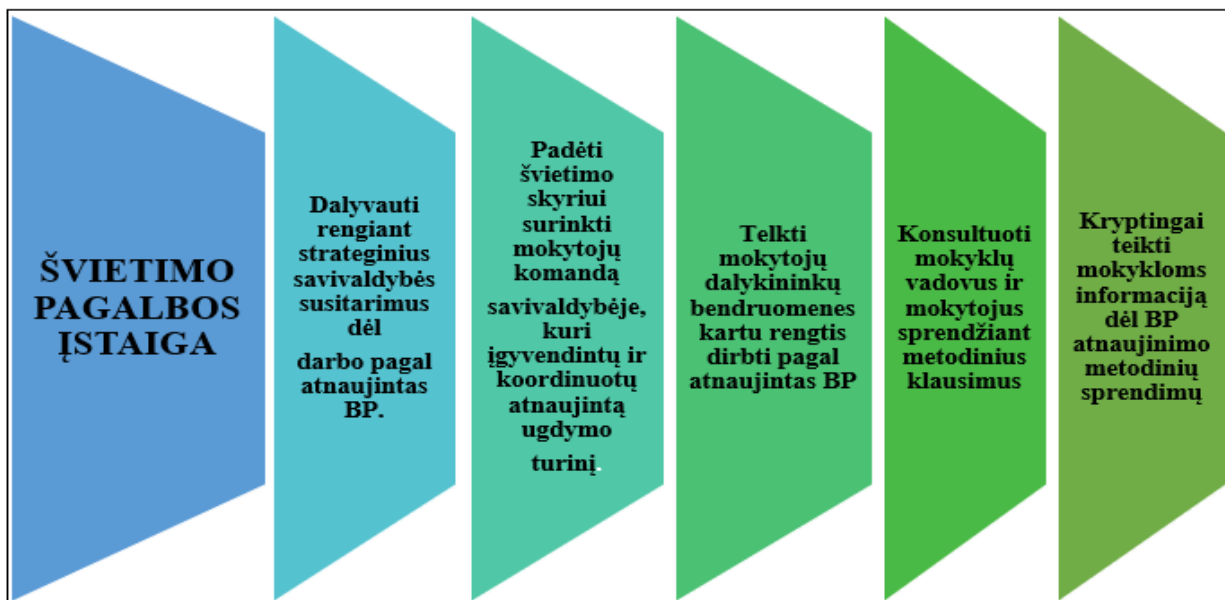 ŠVIETIMO
PAGALBOS
ĮSTAIGA
Dalyvauti
rengiant
strateginius
savivaldybės
susitarimus
dėl
darbo pagal
atnaujintas
BP.
Padėti
švietimo
skyriui
surinkti
mokytojų
komandą
savivaldybėje,
kuri
įgyvendintų ir
koordinuotų
atnaujintą
ugdymo
turinį.
Telkti
mokytojų
dalykininkų
bendruomenes
kartu rengtis
dirbti pagal
atnaujintas BP
Konsultuoti
mokyklų
vadovus ir
mokytojus
sprendžiant
metodinius
klausimus
Kryptingai
teikti
mokykloms
informaciją
dėl BP
atnaujinimo
metodinių
sprendimų